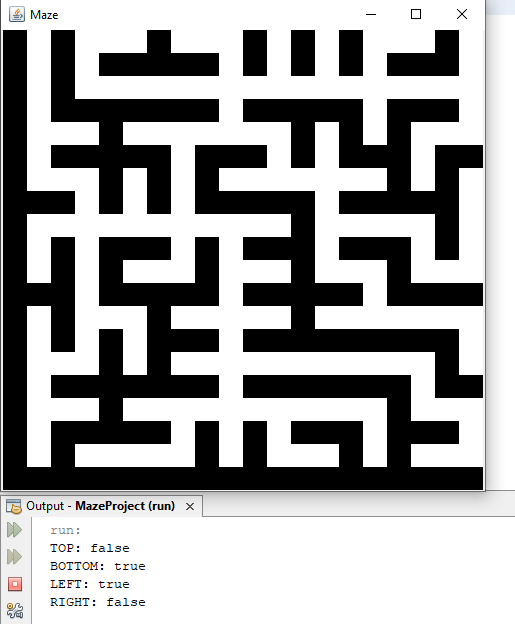 Maze
Output - MazeProject (run)
run:
TOP: false
BOTTOM: true
LEFT: true
RIGHT: false